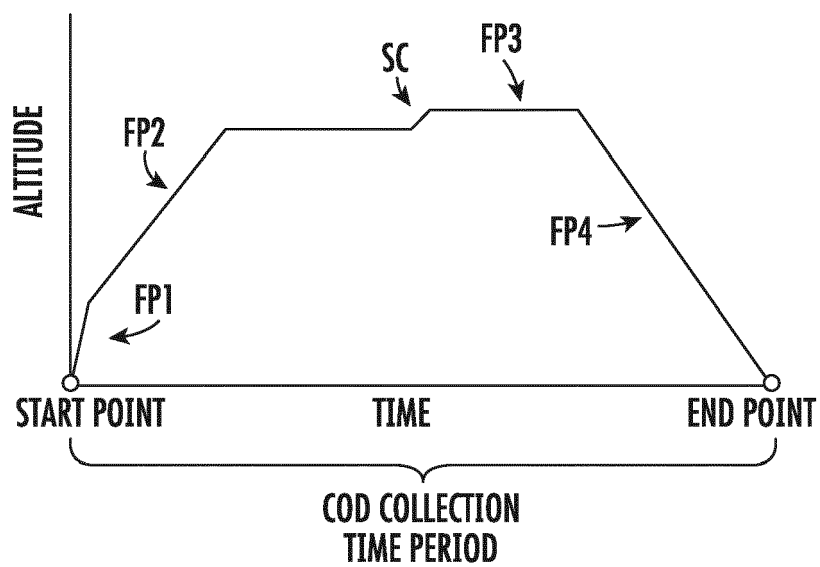 ALTITUDE
FP1
FP2
SC
FP3
FP4
START POINT
TIME
END POINT
COD COLLECTION
TIME PERIOD